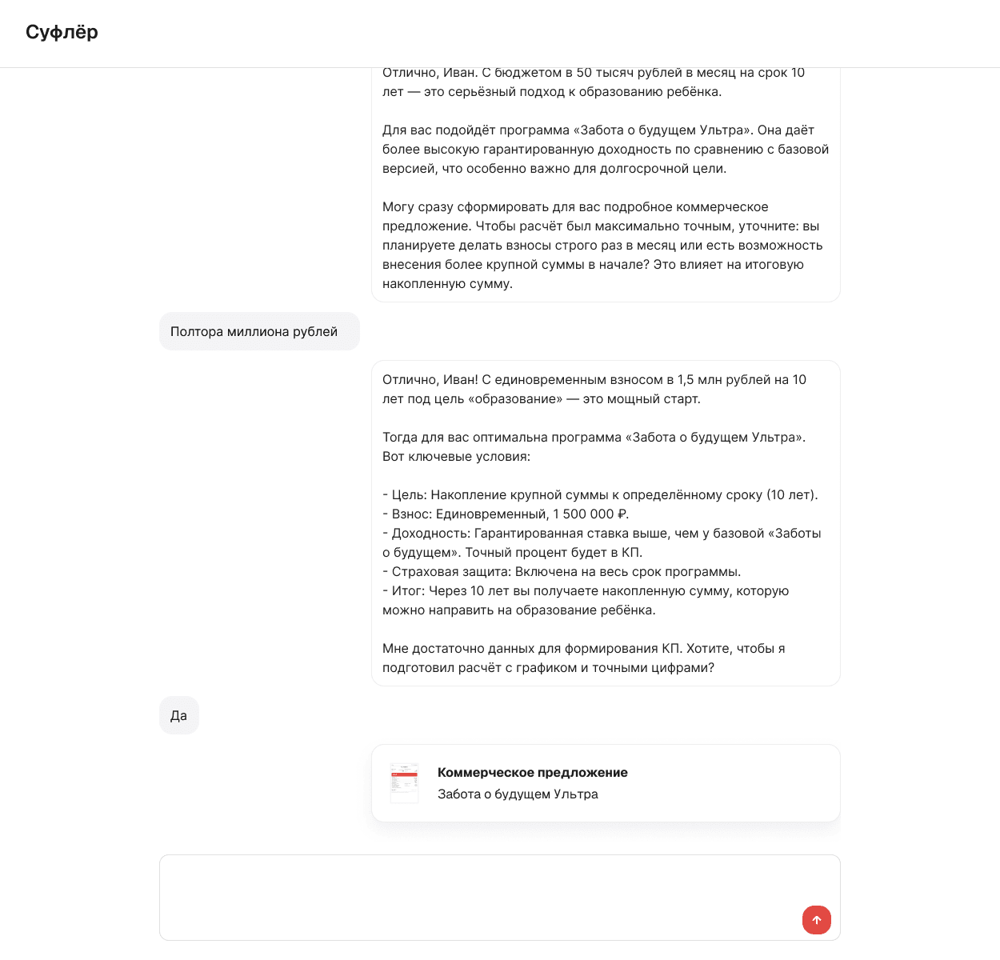 Суфлёр
Отлично, Иван. С бюджетом в 50 тысяч рублей в месяц на срок 10
лет — это серьёзный подход к образованию ребёнка.
Для вас подойдёт программа «Забота о будущем Ультра». Она даёт
более высокую гарантированную доходность по сравнению с базовой
версией, что особенно важно для долгосрочной цели.
Могу сразу сформировать для вас подробное коммерческое
предложение. Чтобы расчёт был максимально точным, уточните: вы
планируете делать взносы строго раз в месяц или есть возможность
внесения более крупной суммы в начале? Это влияет на итоговую
накопленную сумму.
Полтора миллиона рублей
Отлично, Иван! С единовременным взносом в 1,5 млн рублей на 10
лет под цель «образование» — это мощный старт.
Тогда для вас оптимальна программа «Забота о будущем Ультра».
Вот ключевые условия:
- Цель: Накопление крупной суммы к определённому сроку (10 лет).
- Взнос: Единовременный, 1 500 000 ₽.
- Доходность: Гарантированная ставка выше, чем у базовой «Заботы
о будущем». Точный процент будет в КП.
- Страховая защита: Включена на весь срок программы.
- Итог: Через 10 лет вы получаете накопленную сумму, которую
можно направить на образование ребёнка.
Мне достаточно данных для формирования КП. Хотите, чтобы я
подготовил расчёт с графиком и точными цифрами?
Да
Коммерческое предложение
Забота о будущем Ультра